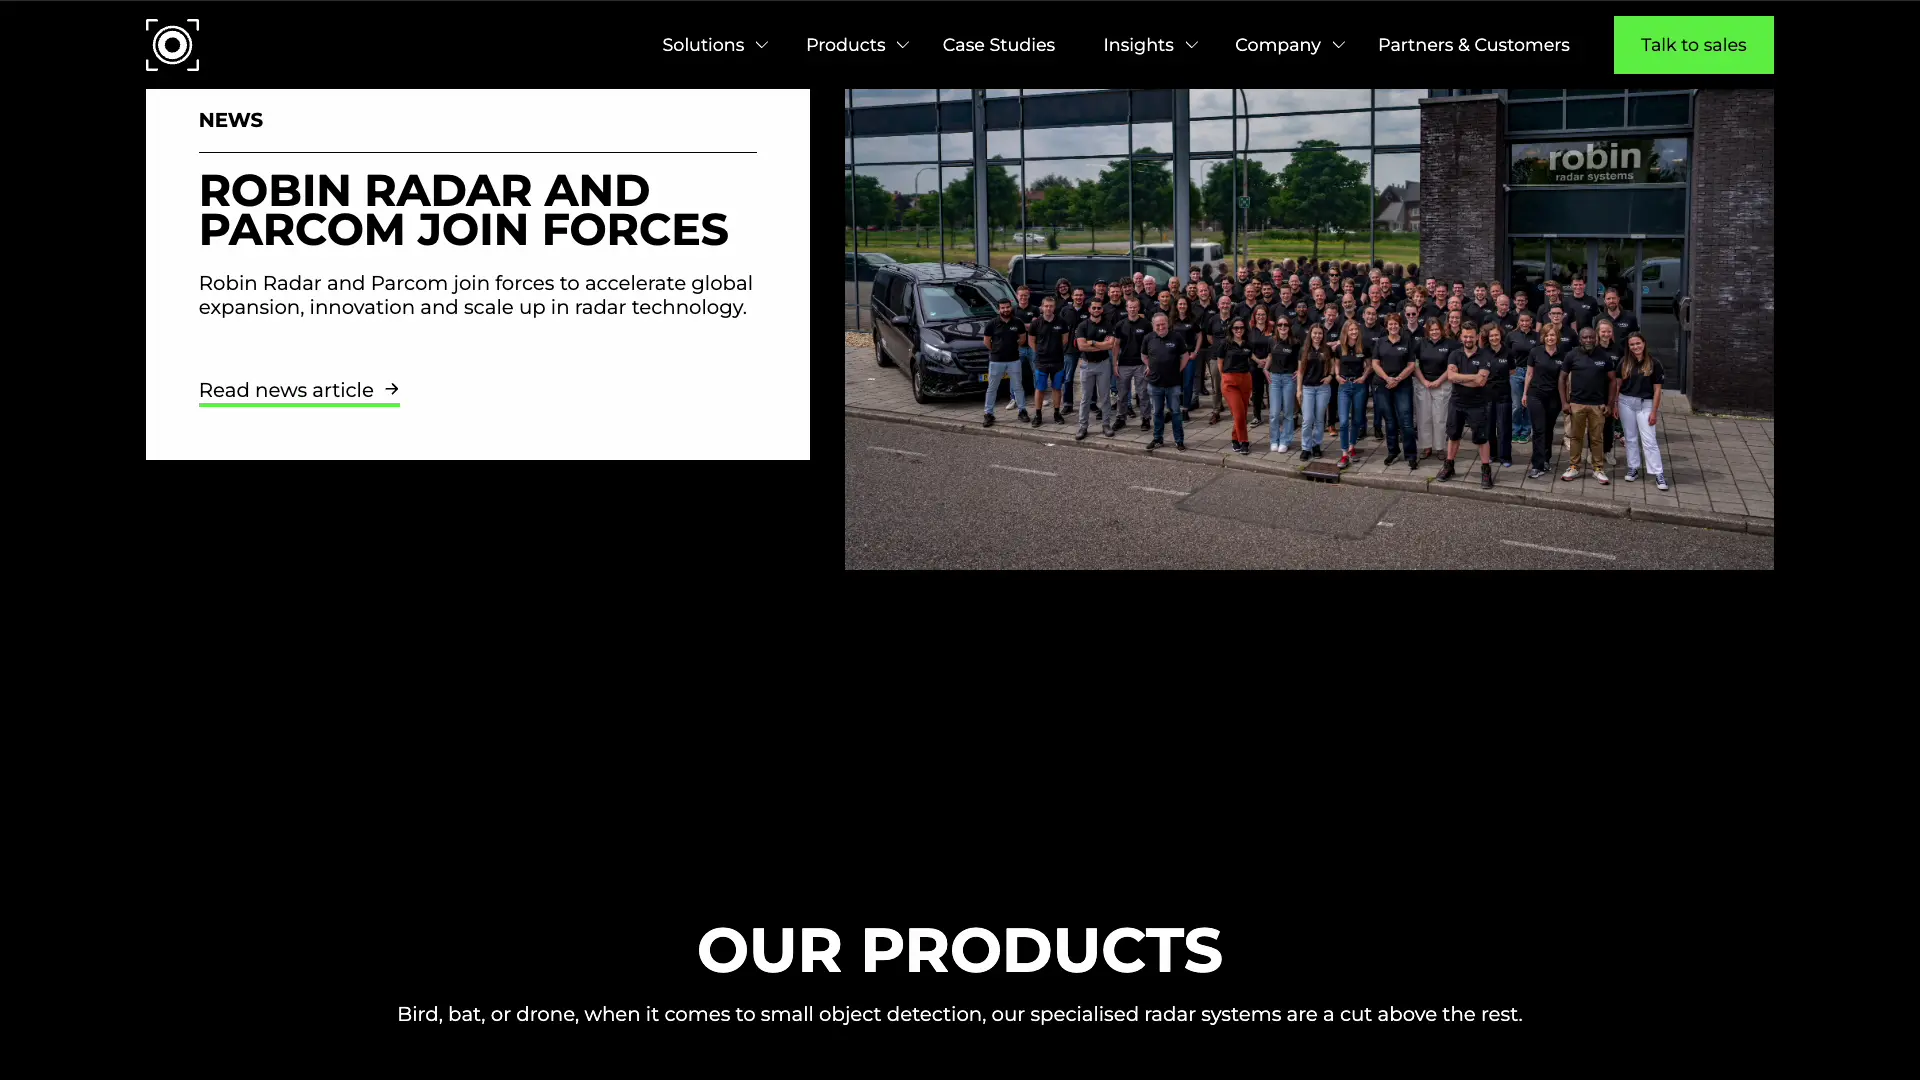 Solutions
Products
Case Studies
Insights
Company
Partners & Customers
Talk to sales
NEWS
ROBIN RADAR AND
PARCOM JOIN FORCES
Robin Radar and Parcom join forces to accelerate global
expansion, innovation and scale up in radar technology.
Read news article
robin
radar systems
OUR PRODUCTS
Bird, bat, or drone, when it comes to small object detection, our specialised radar systems are a cut above the rest.